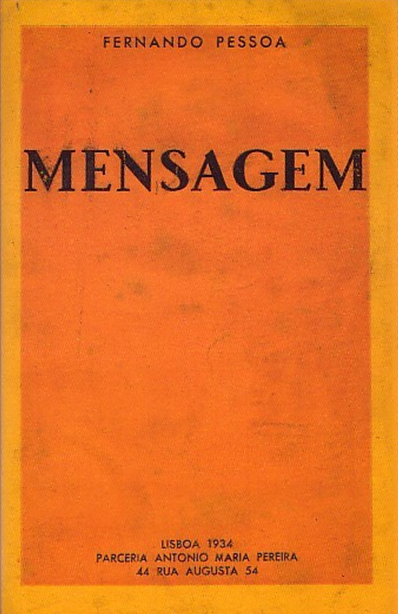 FERNANDO PESSOA
MENSAGEM
LISBOA 1934
PARCERIA ANTONIO MARIA PEREIRA
44 RUA AUGUSTA 54